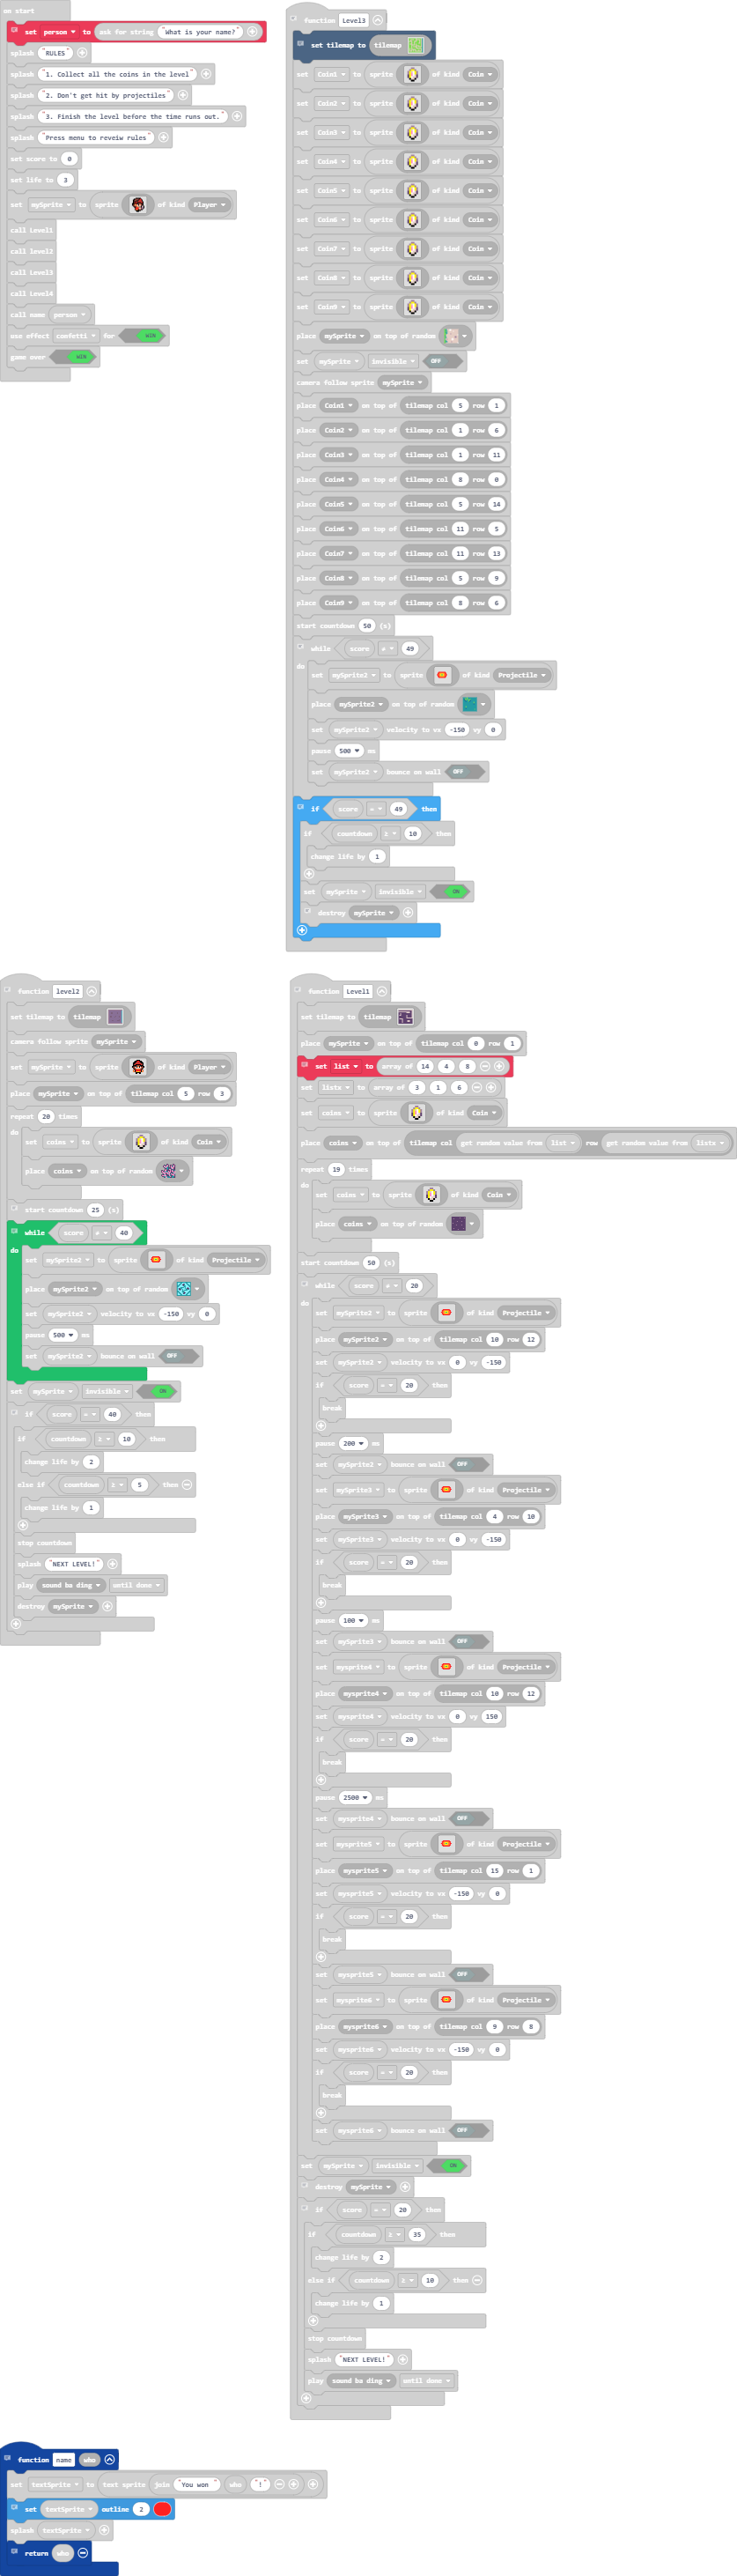 on start
set person to ask for string "What is your name?"
splash "RULES"
splash "1. Collect all the coins in the level"
splash "2. Don't get hit by projectiles"
splash "3. Finish the level before the time runs out."
splash "Press menu to reveiw rules"
set score to 0
set life to 3
set mySprite to sprite of kind Player
call Level1
call level2
call Level3
call Level4
call name person
use effect confetti for WIN
game over WIN
function Level3
set tilemap to tilemap
set Coin1 to sprite of kind Coin
set Coin2 to sprite of kind Coin
set Coin3 to sprite of kind Coin
set Coin4 to sprite of kind Coin
set Coin5 to sprite of kind Coin
set Coin6 to sprite of kind Coin
set Coin7 to sprite of kind Coin
set Coin8 to sprite of kind Coin
set Coin9 to sprite of kind Coin
place mySprite on top of random
set mySprite invisible OFF
camera follow sprite mySprite
place Coin1 on top of tilemap col 5 row 1
place Coin2 on top of tilemap col 1 row 6
place Coin3 on top of tilemap col 1 row 11
place Coin4 on top of tilemap col 8 row 0
place Coin5 on top of tilemap col 5 row 14
place Coin6 on top of tilemap col 11 row 5
place Coin7 on top of tilemap col 11 row 13
place Coin8 on top of tilemap col 5 row 9
place Coin9 on top of tilemap col 8 row 6
start countdown 50 (s)
while score ≠ 49
do
set mySprite2 to sprite of kind Projectile
place mySprite2 on top of random
set mySprite2 velocity to vx -150 vy 0
pause 500 ms
set mySprite2 bounce on wall OFF
if score = 49 then
if countdown ≥ 10 then
change life by 1
set mySprite invisible ON
destroy mySprite
function level2
set tilemap to tilemap
camera follow sprite mySprite
set mySprite to sprite of kind Player
place mySprite on top of tilemap col 5 row 3
repeat 20 times
do
set coins to sprite of kind Coin
place coins on top of random
start countdown 25 (s)
while score ≠ 40
do
set mySprite2 to sprite of kind Projectile
place mySprite2 on top of random
set mySprite2 velocity to vx -150 vy 0
pause 500 ms
set mySprite2 bounce on wall OFF
set mySprite invisible ON
if score = 40 then
if countdown ≥ 10 then
change life by 2
else if countdown ≥ 5 then
change life by 1
stop countdown
splash "NEXT LEVEL!"
play sound ba ding until done
destroy mySprite
function Level1
set tilemap to tilemap
place mySprite on top of tilemap col 0 row 1
set list to array of 14 4 8
set lists to array of 3 1 6
set coins to sprite of kind Coin
place coins on top of tilemap col get random value from list row get random value from lists
repeat 19 times
do
set coins to sprite of kind Coin
place coins on top of random
start countdown 50 (s)
while score ≠ 20
do
set mySprite2 to sprite of kind Projectile
place mySprite2 on top of tilemap col 10 row 12
set mySprite2 velocity to vx 0 vy -150
if score = 20 then
break
pause 200 ms
set mySprite2 bounce on wall OFF
set mySprite3 to sprite of kind Projectile
place mySprite3 on top of tilemap col 4 row 10
set mySprite3 velocity to vx 0 vy -150
if score = 20 then
break
pause 100 ms
set mySprite3 bounce on wall OFF
set mysprite4 to sprite of kind Projectile
place mysprite4 on top of tilemap col 10 row 12
set mysprite4 velocity to vx 0 vy 150
if score = 20 then
break
pause 2500 ms
set mysprite4 bounce on wall OFF
set mysprite5 to sprite of kind Projectile
place mysprite5 on top of tilemap col 15 row 1
set mysprite5 velocity to vx -150 vy 0
if score = 20 then
break
set mysprite5 bounce on wall OFF
set mysprite6 to sprite of kind Projectile
place mysprite6 on top of tilemap col 9 row 8
set mysprite6 velocity to vx -150 vy 0
if score = 20 then
break
set mysprite6 bounce on wall OFF
set mySprite invisible ON
destroy mySprite
if score = 20 then
if countdown ≥ 35 then
change life by 2
else if countdown ≥ 10 then
change life by 1
stop countdown
splash "NEXT LEVEL!"
play sound ba ding until done
function name who
set textSprite to text sprite join "You won " who "!"
set textSprite outline 2
splash textSprite
return who